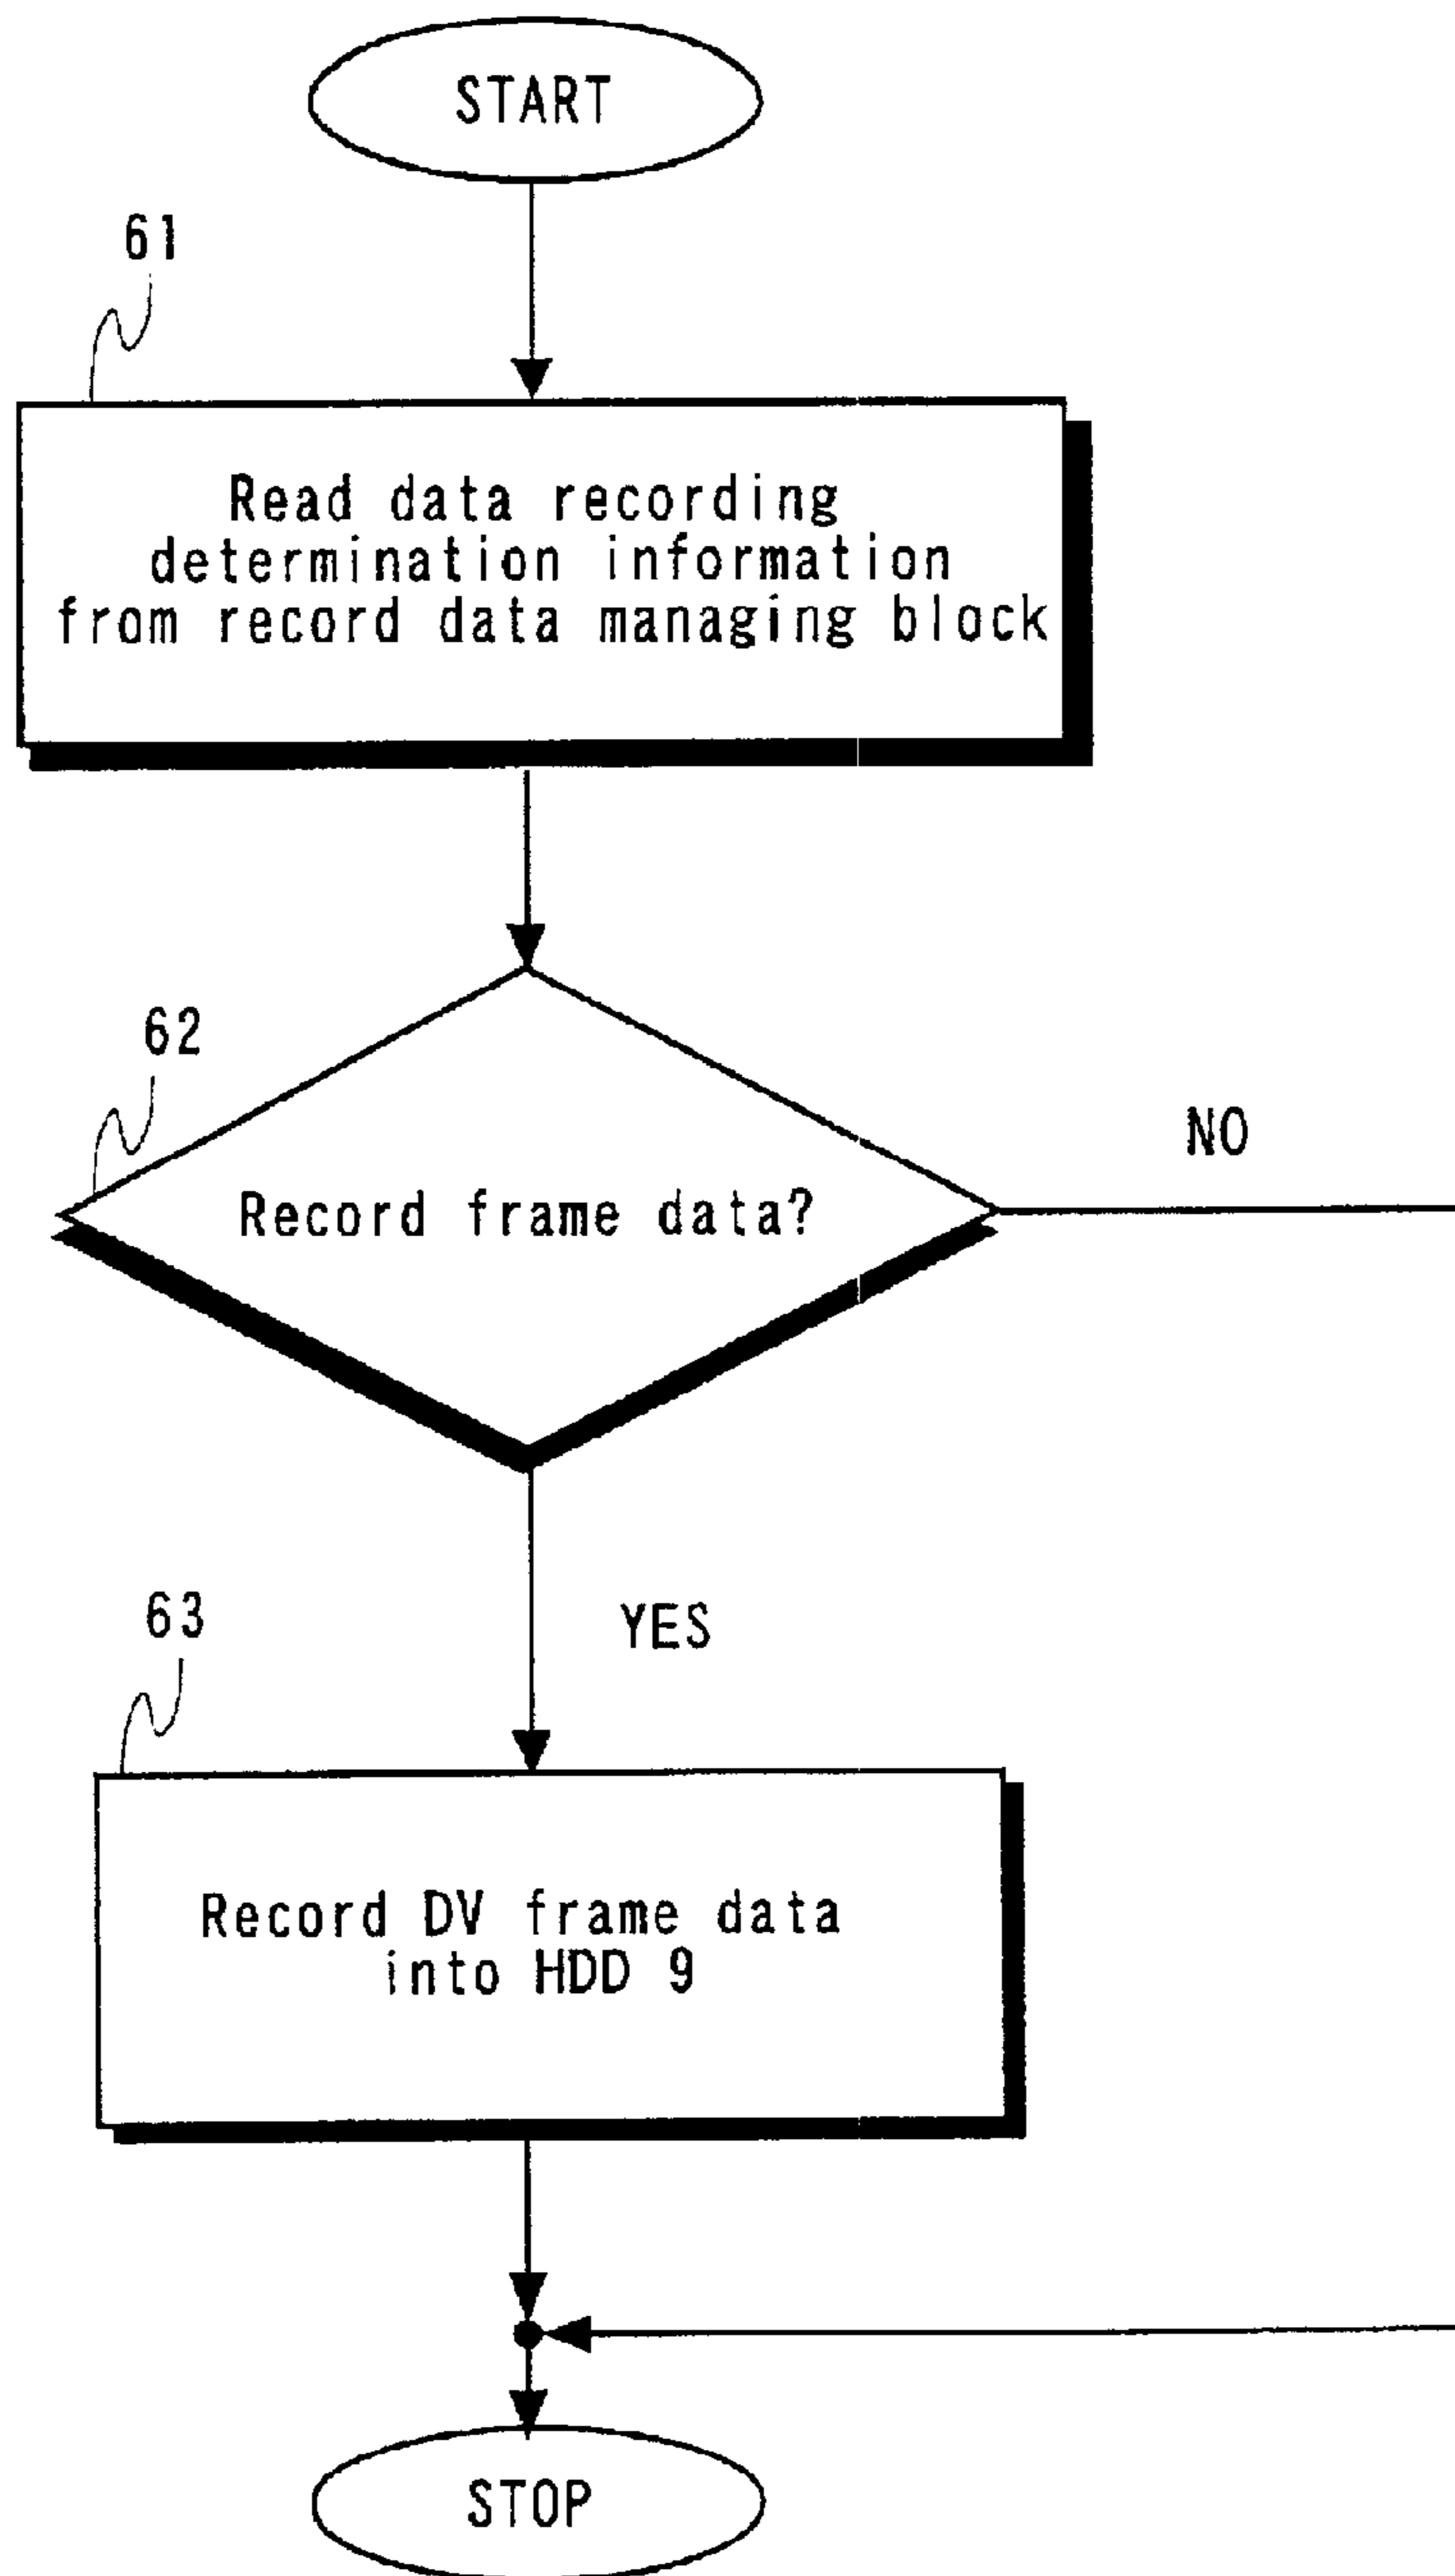 START
61
Read data recording
determination information
from record data managing block
62
NO
Record frame data?
63
YES
Record DV frame data
into HDD 9
STOP